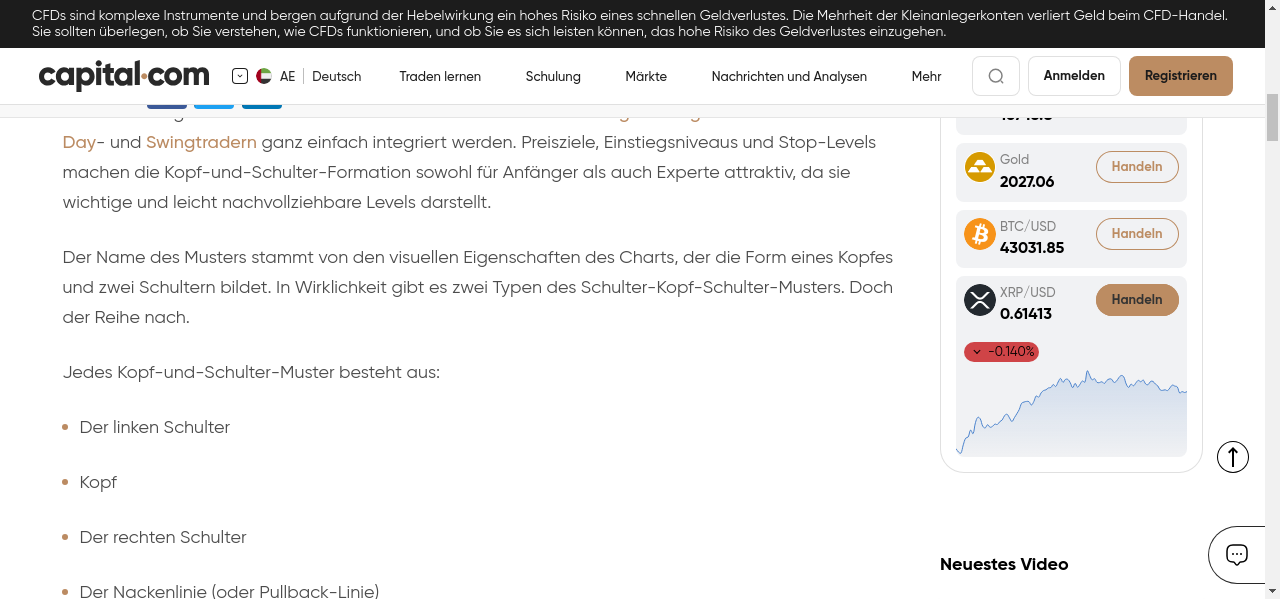 CFDs sind komplexe Instrumente und bergen aufgrund der Hebelwirkung ein hohes Risiko eines schnellen Geldverlustes. Die Mehrheit der Kleinanlegerkonten verliert Geld beim CFD-Handel.
Sie sollten überlegen, ob Sie verstehen, wie CFDs funktionieren, und ob Sie es sich leisten können, das hohe Risiko des Geldverlustes einzugehen.
capital.com
AE
Deutsch
Traden lernen
Schulung
Märkte
Nachrichten und Analysen
Mehr
Anmelden
Registrieren
Day- und Swingtradern ganz einfach integriert werden. Preisziele, Einstiegsniveaus und Stop-Levels
machen die Kopf-und-Schulter-Formation sowohl für Anfänger als auch Experte attraktiv, da sie
wichtige und leicht nachvollziehbare Levels darstellt.
Der Name des Musters stammt von den visuellen Eigenschaften des Charts, der die Form eines Kopfes
und zwei Schultern bildet. In Wirklichkeit gibt es zwei Typen des Schulter-Kopf-Schulter-Musters. Doch
der Reihe nach.
Jedes Kopf-und-Schulter-Muster besteht aus:
Der linken Schulter
Kopf
Der rechten Schulter
Der Nackenlinie (oder Pullback-Linie)
Gold
2027.06
Handeln
BTC/USD
43031.85
Handeln
XRP/USD
0.61413
Handeln
-0.140%
Neuestes Video